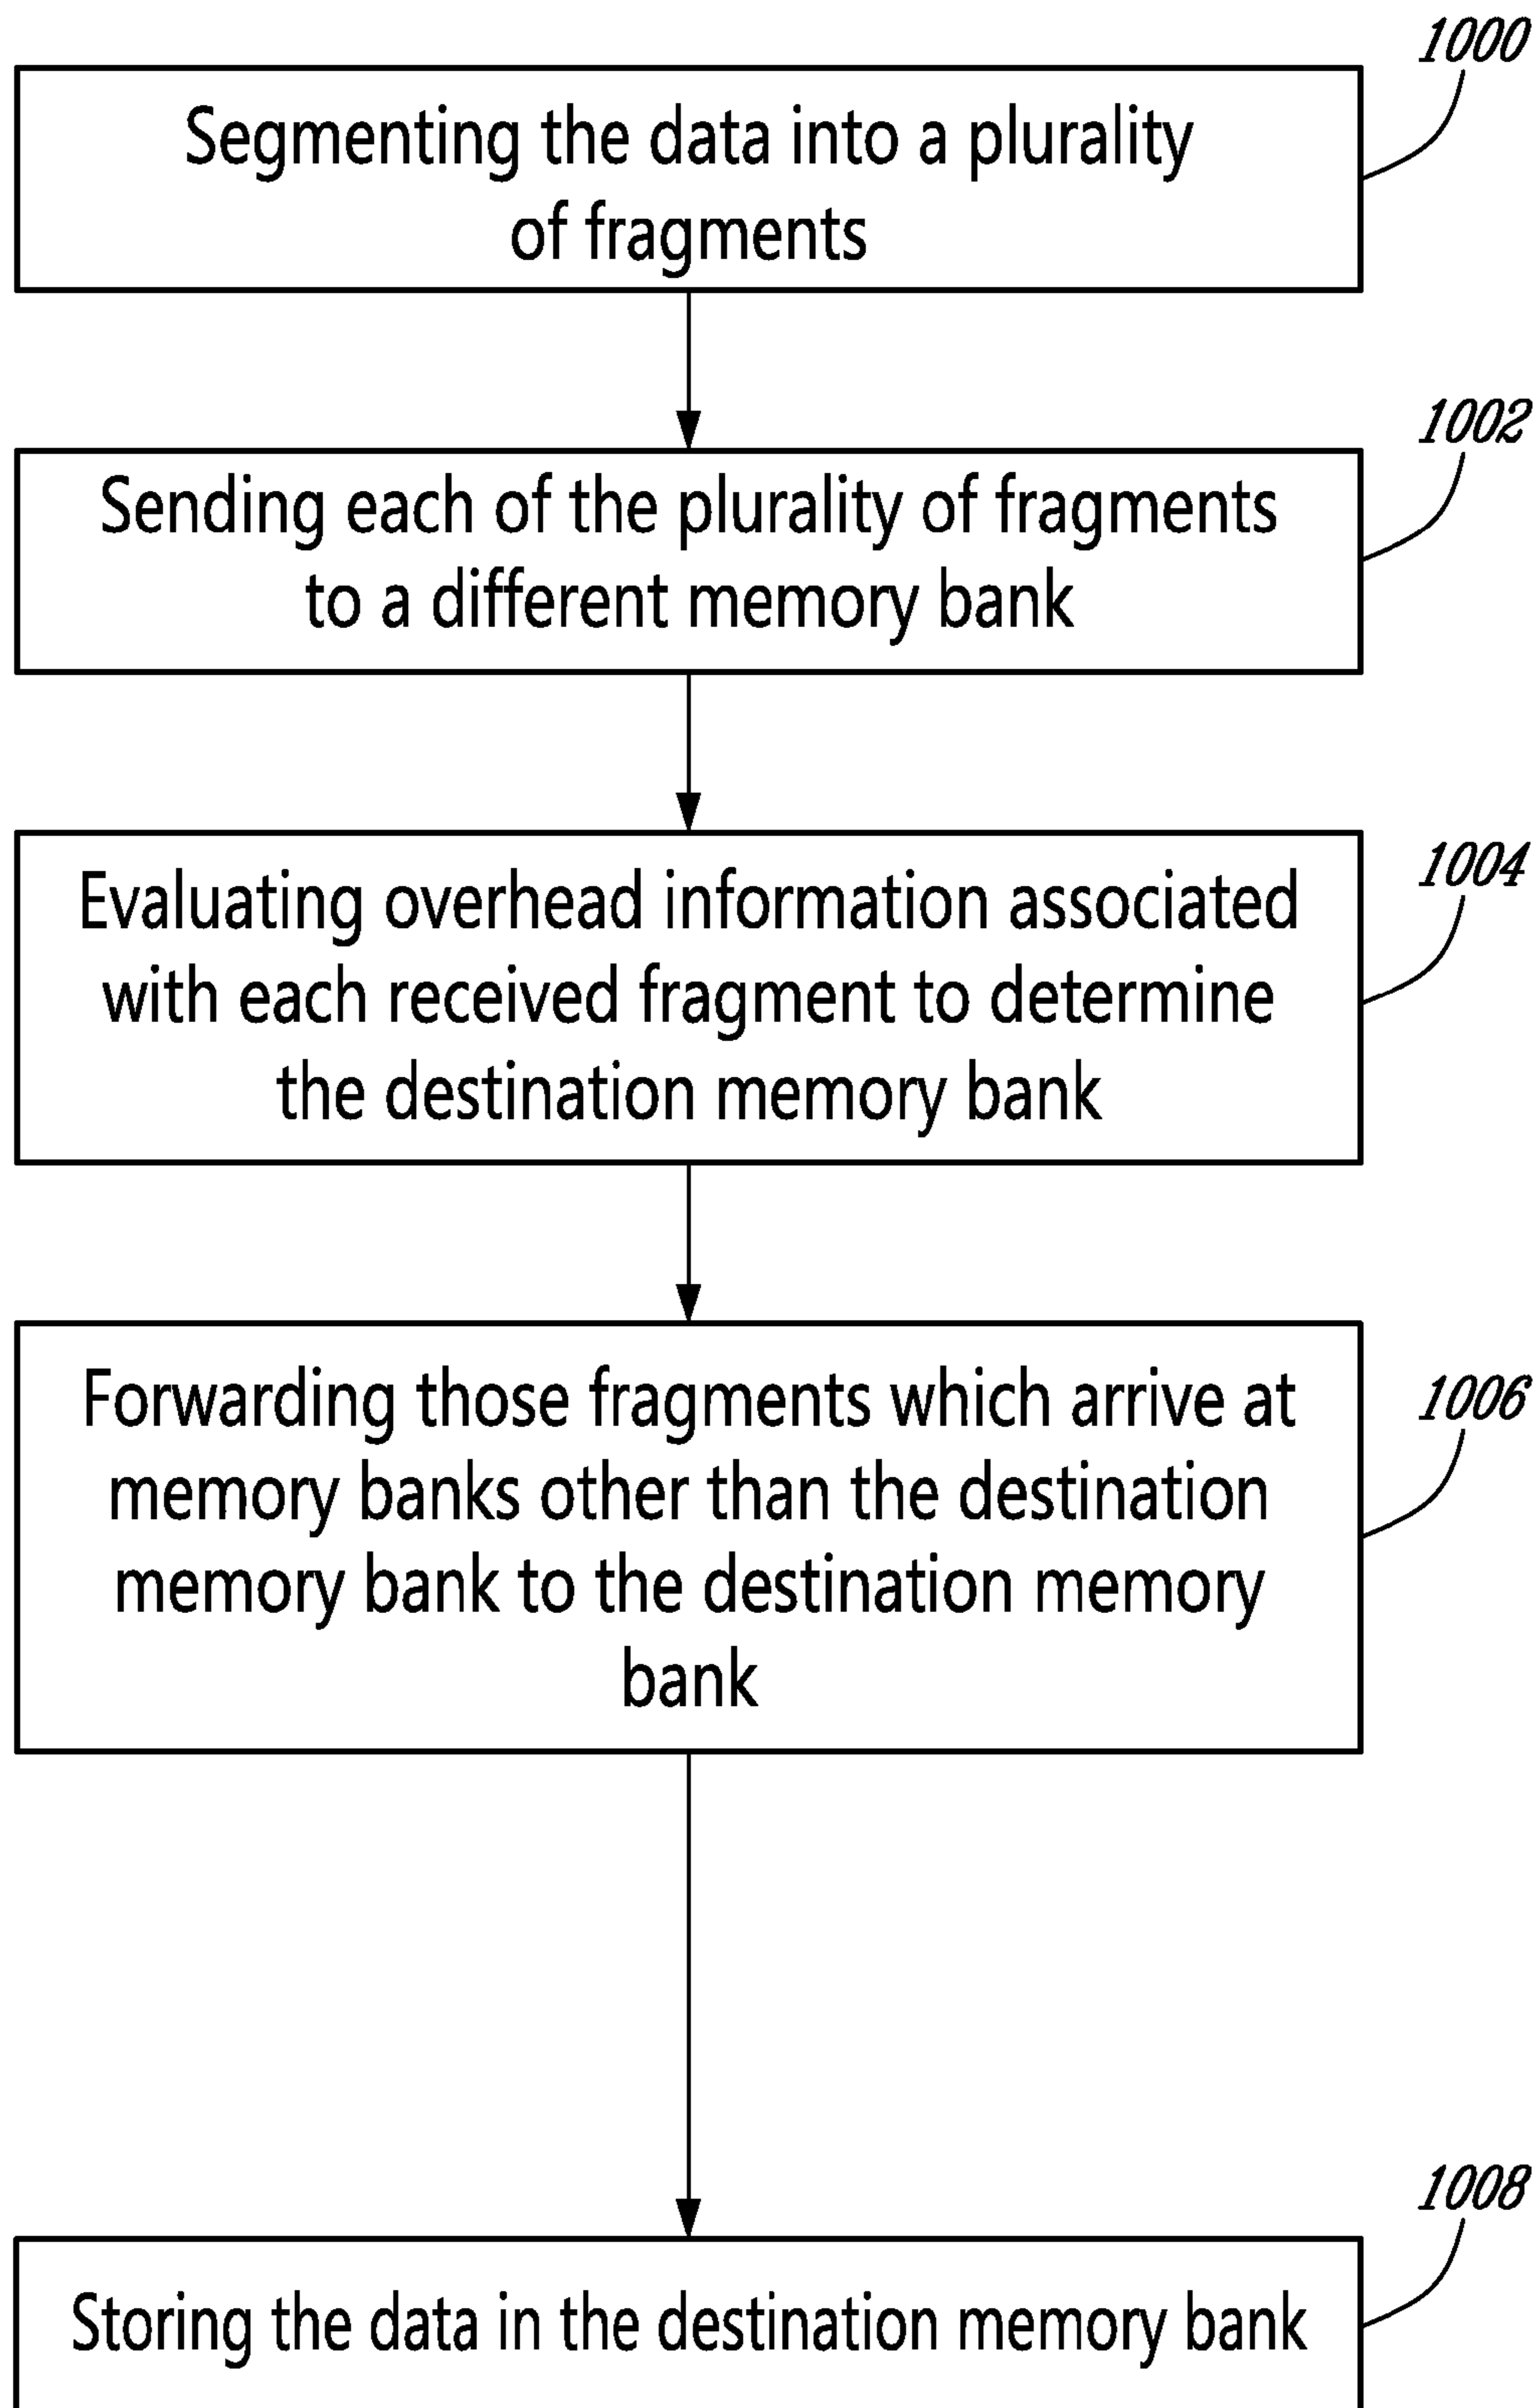 1000
Segmenting the data into a plurality
of fragments
1002
Sending each of the plurality of fragments
to a different memory bank
1004
Evaluating overhead information associated
with each received fragment to determine
the destination memory bank
1006
Forwarding those fragments which arrive at
memory banks other than the destination
memory bank to the destination memory
bank
1008
Storing the data in the destination memory bank